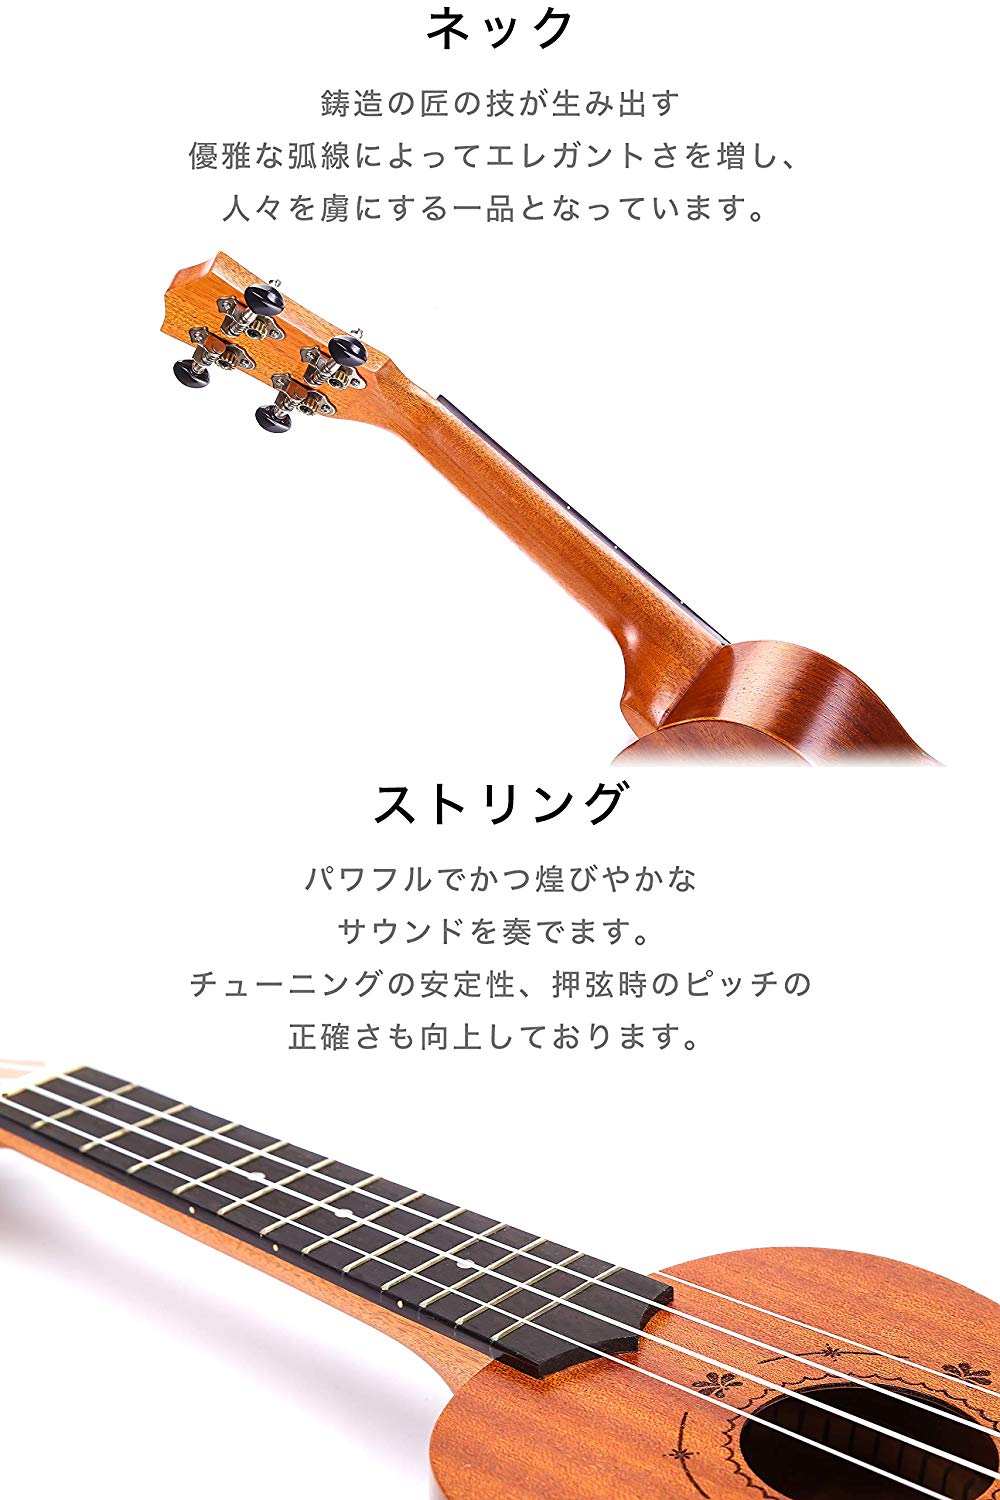 ネック
鋳造の匠の技が生み出す
優雅な弧線によってエレガントさを増し、
人々を虜にする一品となっています。
ストリング
パワフルでかつ煌びやかな
サウンドを奏でます。
チューニングの安定性、押弦時のピッチの
正確さも向上しております。